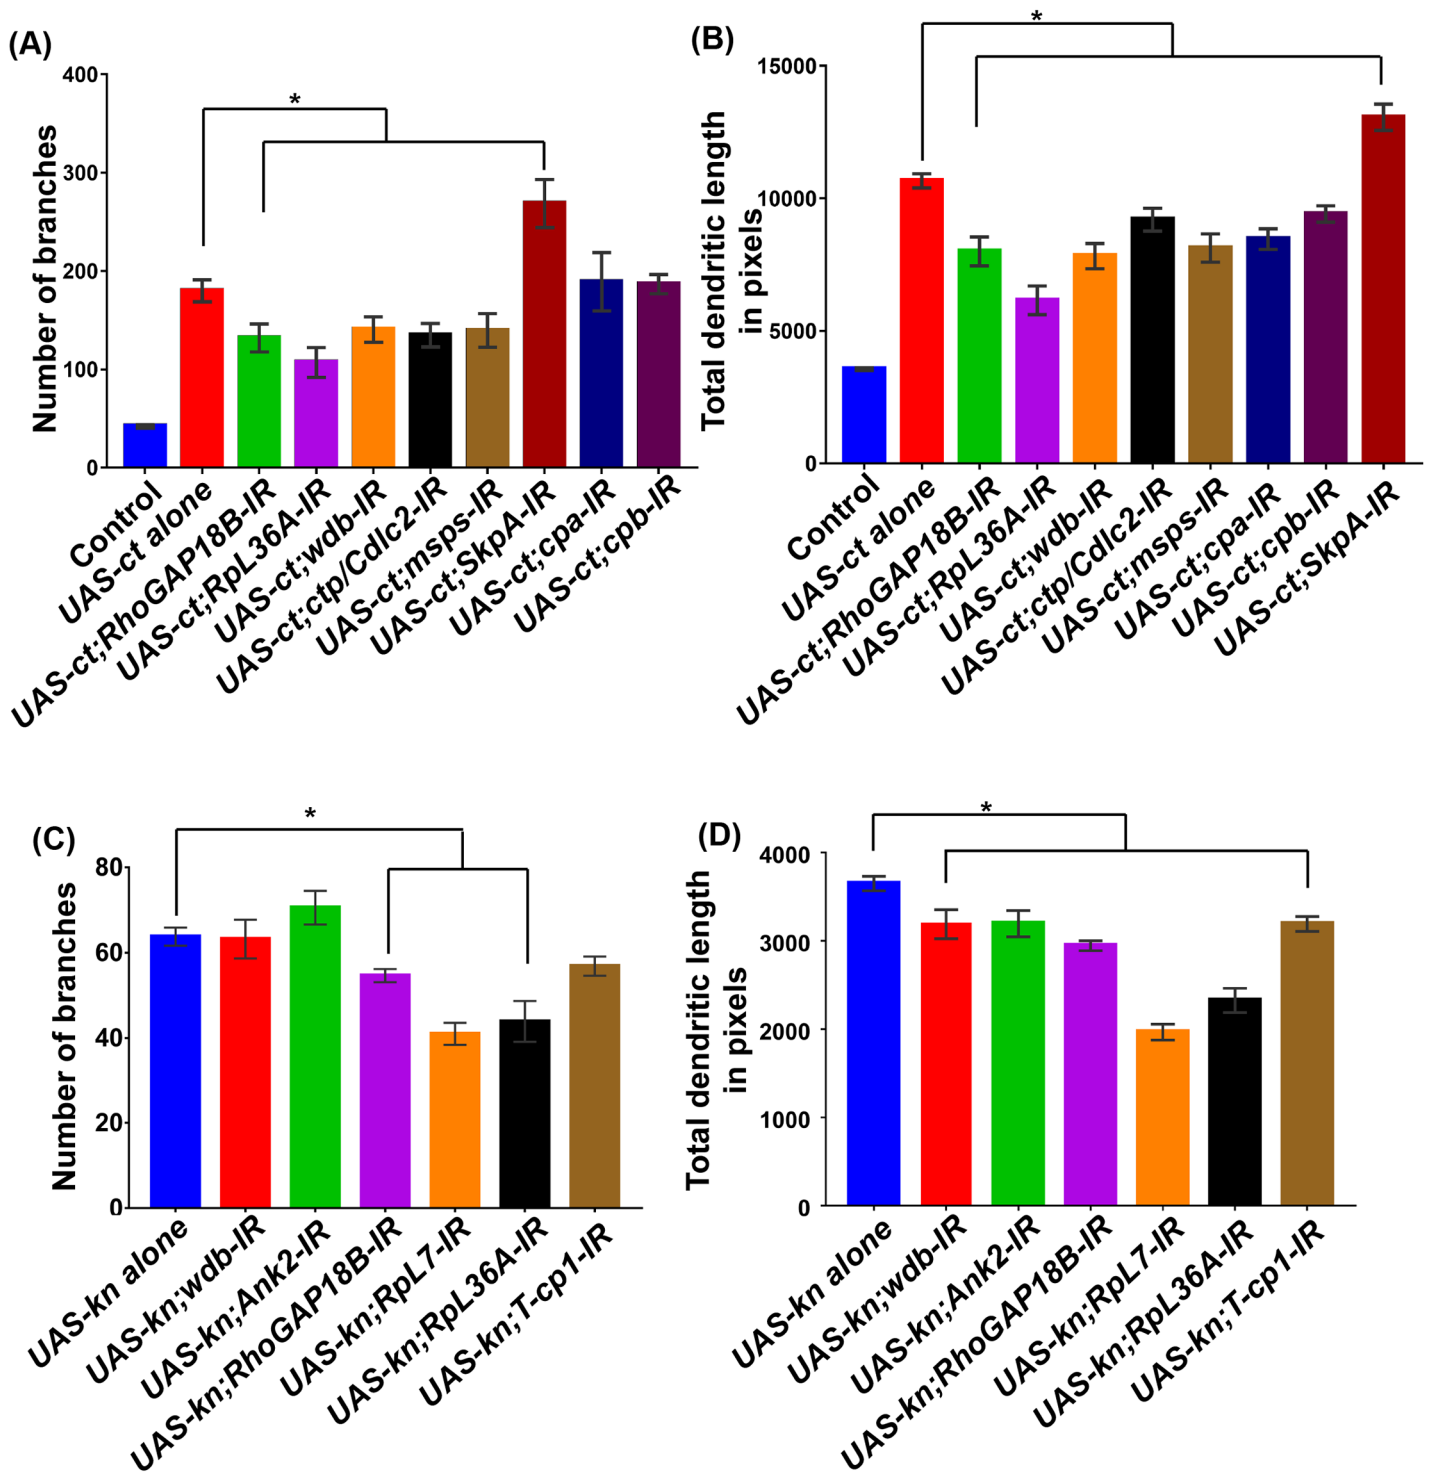 (A)
*
Number of branches
400
300
200
100
0
Control
UAS-ct alone
UAS-ct;RhoGAP18B-IR
UAS-ct;RpL36A-IR
UAS-ct;wdb-IR
UAS-ct;ctp/Cdlc2-IR
UAS-ct;msps-IR
UAS-ct;SkpA-IR
UAS-ct;cpa-IR
UAS-ct;cpb-IR
(B)
*
Total dendritic length
in pixels
15000
10000
5000
0
Control
UAS-ct alone
UAS-ct;RhoGAP18B-IR
UAS-ct;RpL36A-IR
UAS-ct;wdb-IR
UAS-ct;ctp/Cdlc2-IR
UAS-ct;msps-IR
UAS-ct;cpa-IR
UAS-ct;cpb-IR
UAS-ct;SkpA-IR
(C)
*
Number of branches
80
60
40
20
0
UAS-kn alone
UAS-kn;wdb-IR
UAS-kn;Ank2-IR
UAS-kn;RhoGAP18B-IR
UAS-kn;RpL7-IR
UAS-kn;RpL36A-IR
UAS-kn;T-cp1-IR
(D)
*
Total dendritic length
in pixels
4000
3000
2000
1000
0
UAS-kn alone
UAS-kn;wdb-IR
UAS-kn;Ank2-IR
UAS-kn;RhoGAP18B-IR
UAS-kn;RpL7-IR
UAS-kn;RpL36A-IR
UAS-kn;T-cp1-IR